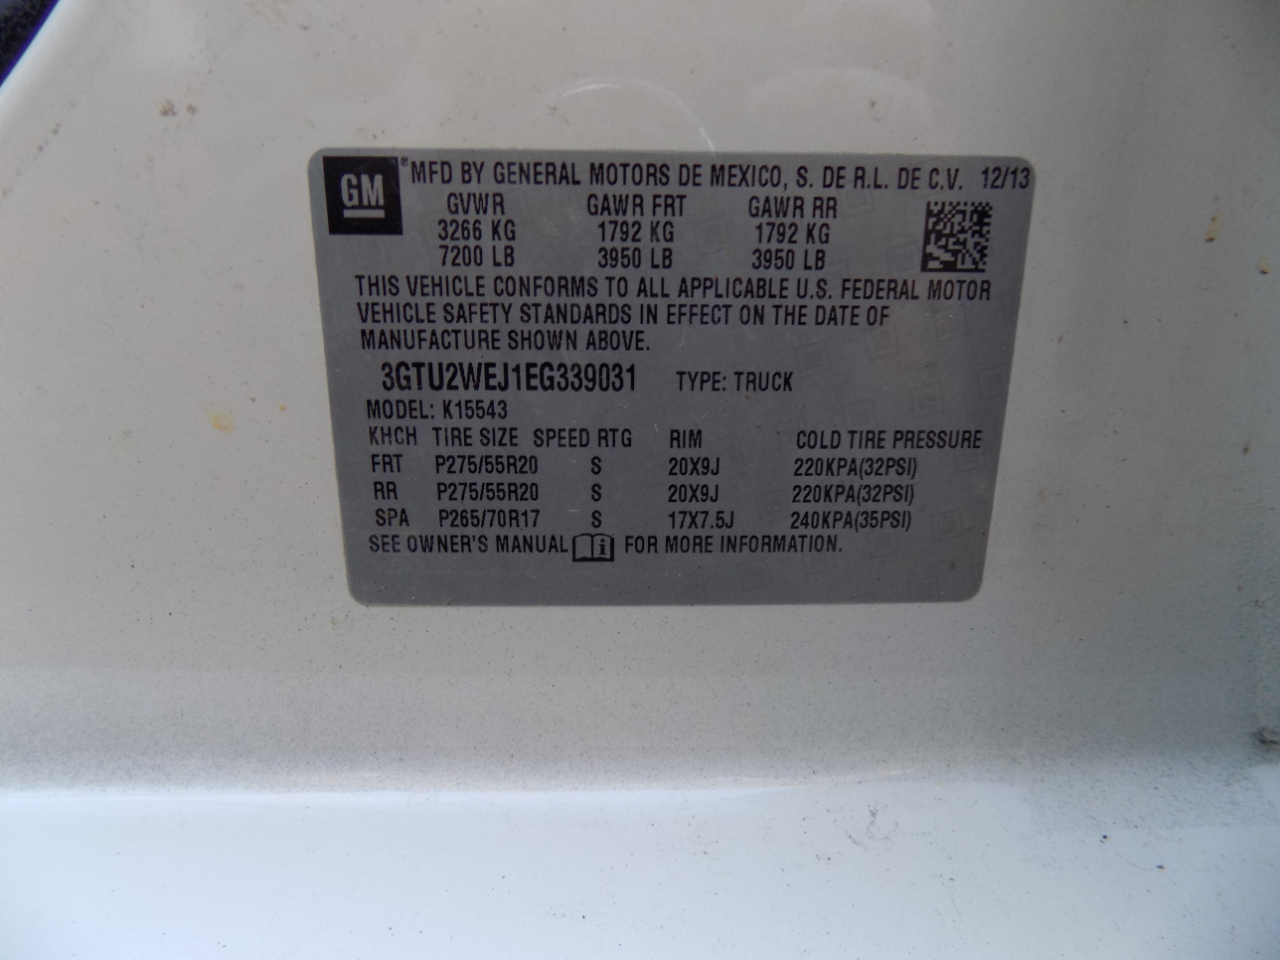 GM ® MFD BY GENERAL MOTORS DE MEXICO, S. DE R.L. DE C.V. 12/13
GVWR GAWR FRT GAWR RR
3266 KG 1792 KG 1792 KG
7200 LB 3950 LB 3950 LB
THIS VEHICLE CONFORMS TO ALL APPLICABLE U.S. FEDERAL MOTOR
VEHICLE SAFETY STANDARDS IN EFFECT ON THE DATE OF
MANUFACTURE SHOWN ABOVE.
3GTU2WEJ1EG339031 TYPE: TRUCK
MODEL: K15543
KHCH TIRE SIZE SPEED RTG RIM COLD TIRE PRESSURE
FRT P275/55R20 S 20X9J 220KPA(32PSI)
RR P275/55R20 S 20X9J 220KPA(32PSI)
SPA P265/70R17 S 17X7.5J 240KPA(35PSI)
SEE OWNER'S MANUAL FOR MORE INFORMATION.